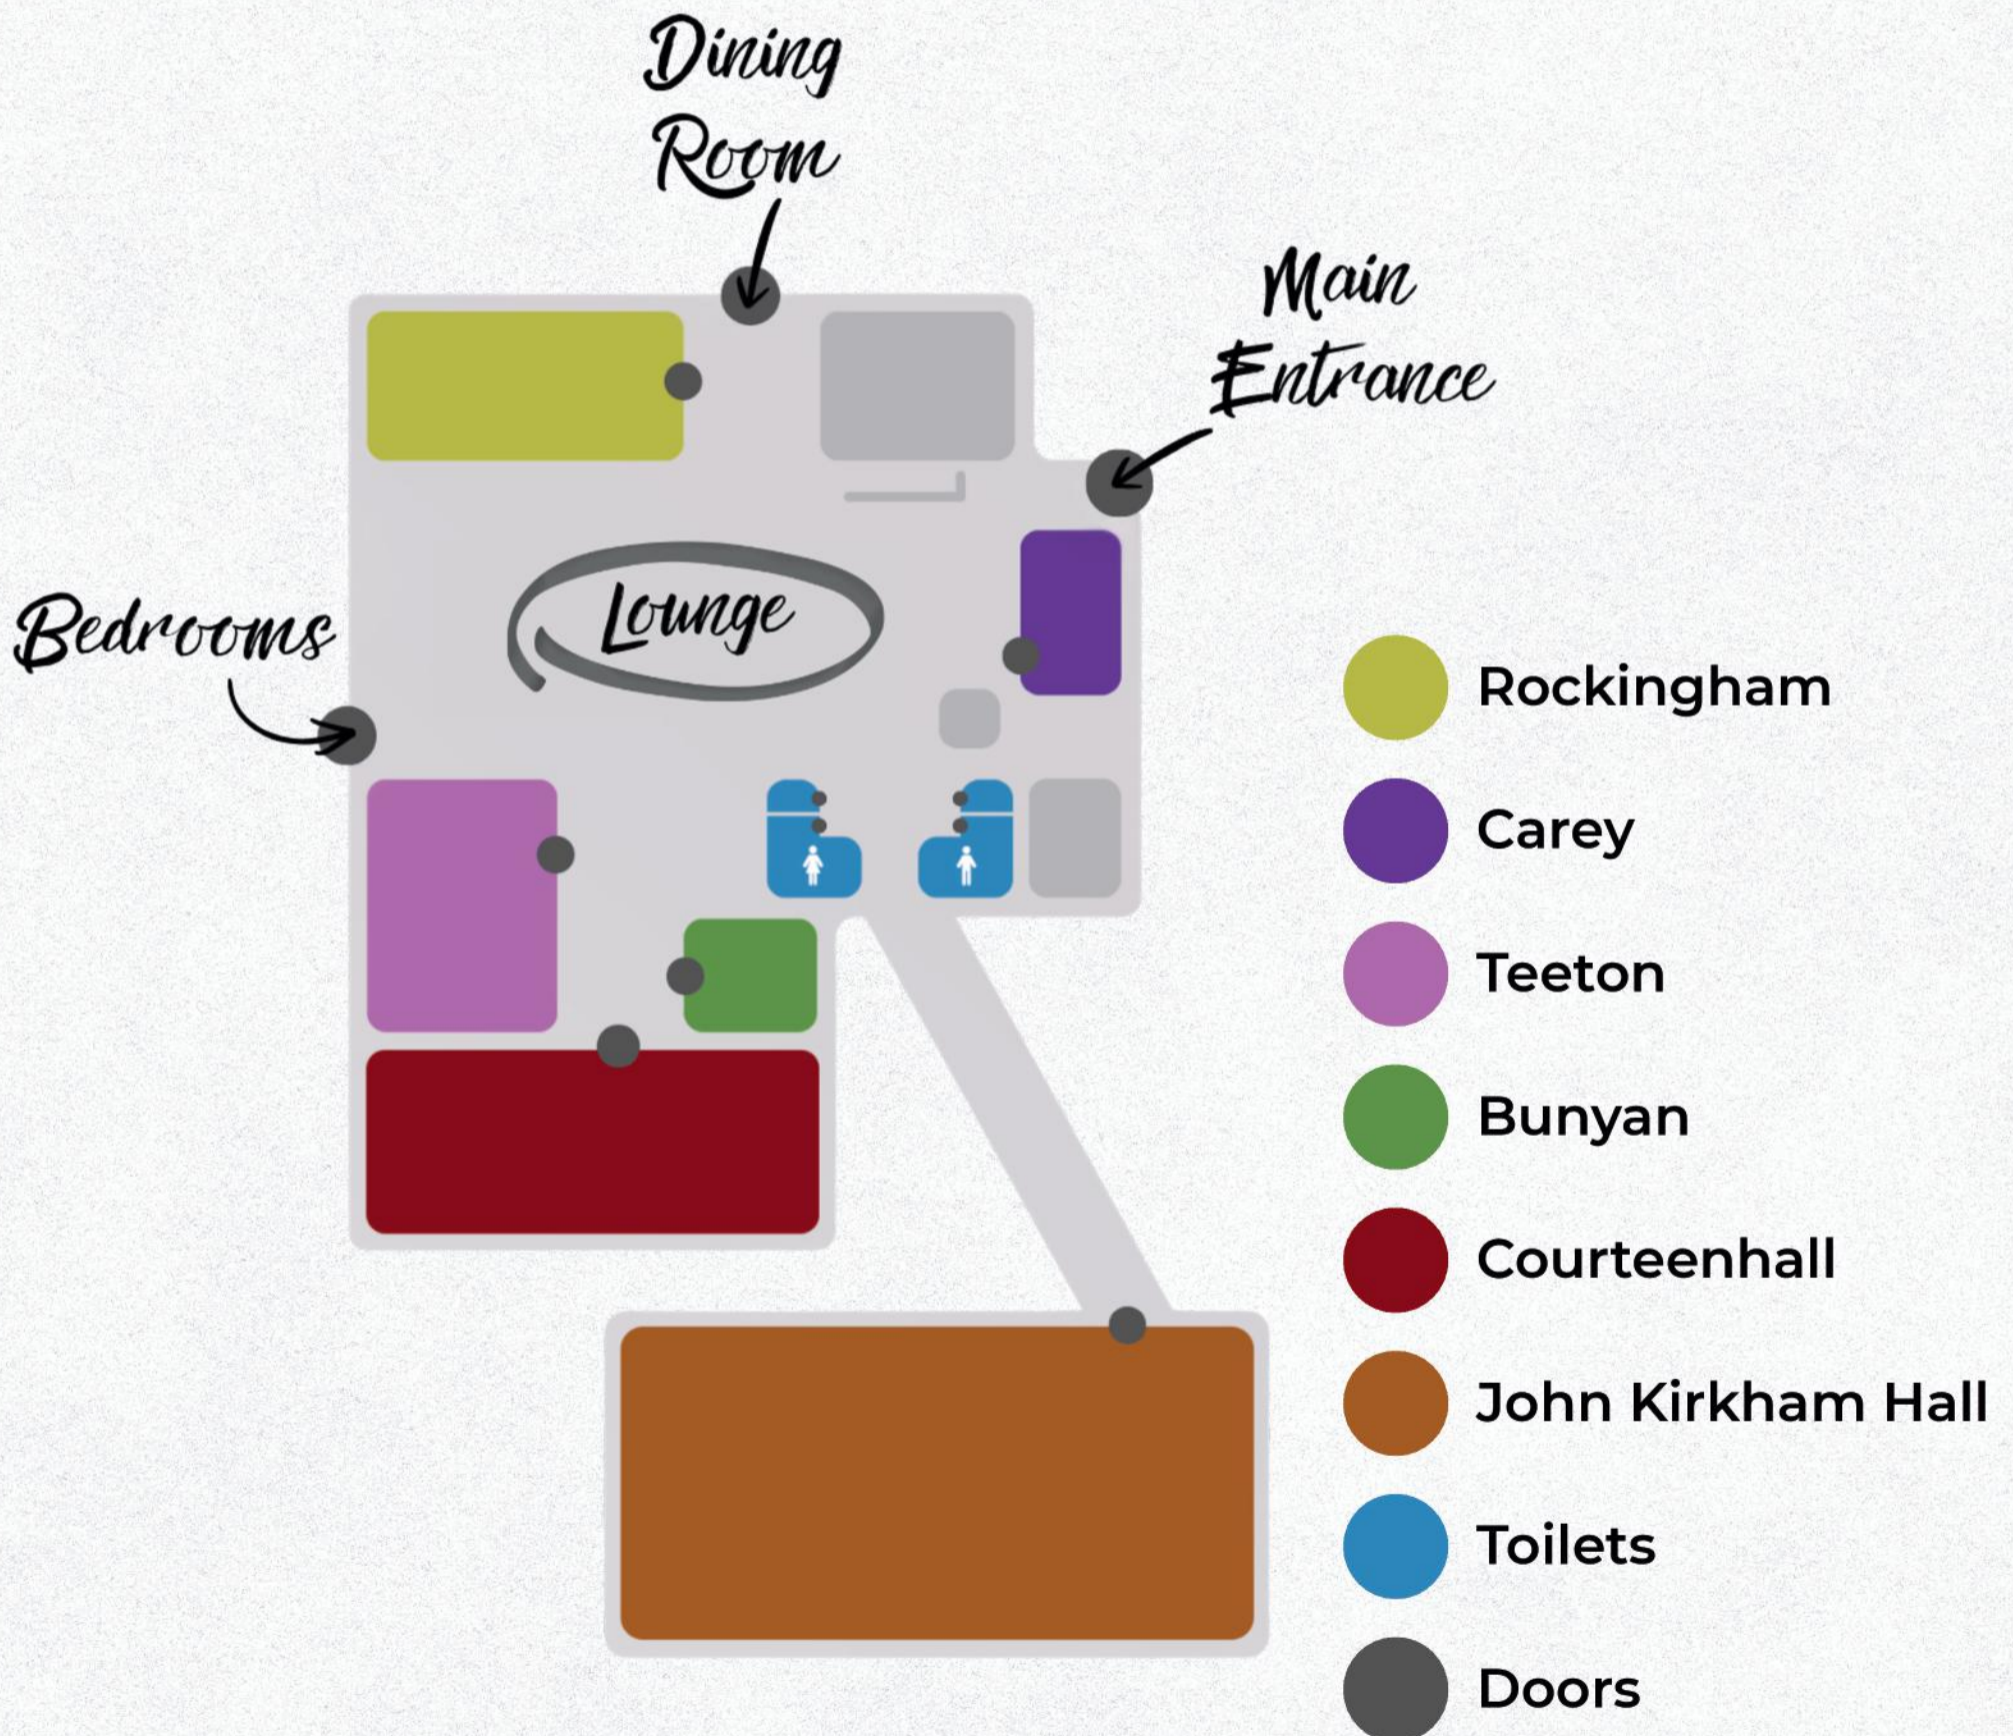 Dining
Room
Main
Entrance
Bedrooms
Lounge
Rockingham
Carey
Teeton
Bunyan
Courteenhall
John Kirkham Hall
Toilets
Doors